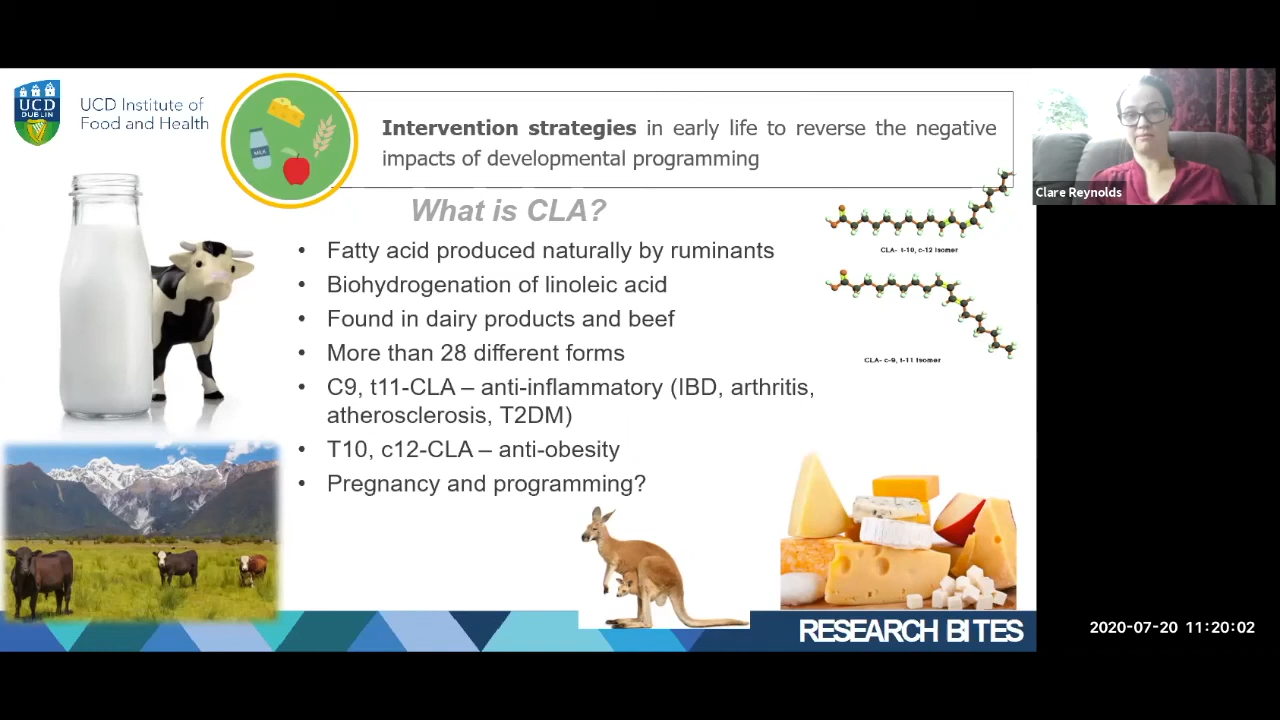 UCD
DUBLIN
UCD Institute of
Food and Health
MILK
Intervention strategies in early life to reverse the negative
impacts of developmental programming
Clare Reynolds
What is CLA?
• Fatty acid produced naturally by ruminants
• Biohydrogenation of linoleic acid
• Found in dairy products and beef
• More than 28 different forms
• C9, t11-CLA – anti-inflammatory (IBD, arthritis,
atherosclerosis, T2DM)
• T10, c12-CLA – anti-obesity
• Pregnancy and programming?
CLA- t-10, c-12 Isomer
CLA- c-9, t-11 Isomer
RESEARCH BITES
2020-07-20 11:20:02